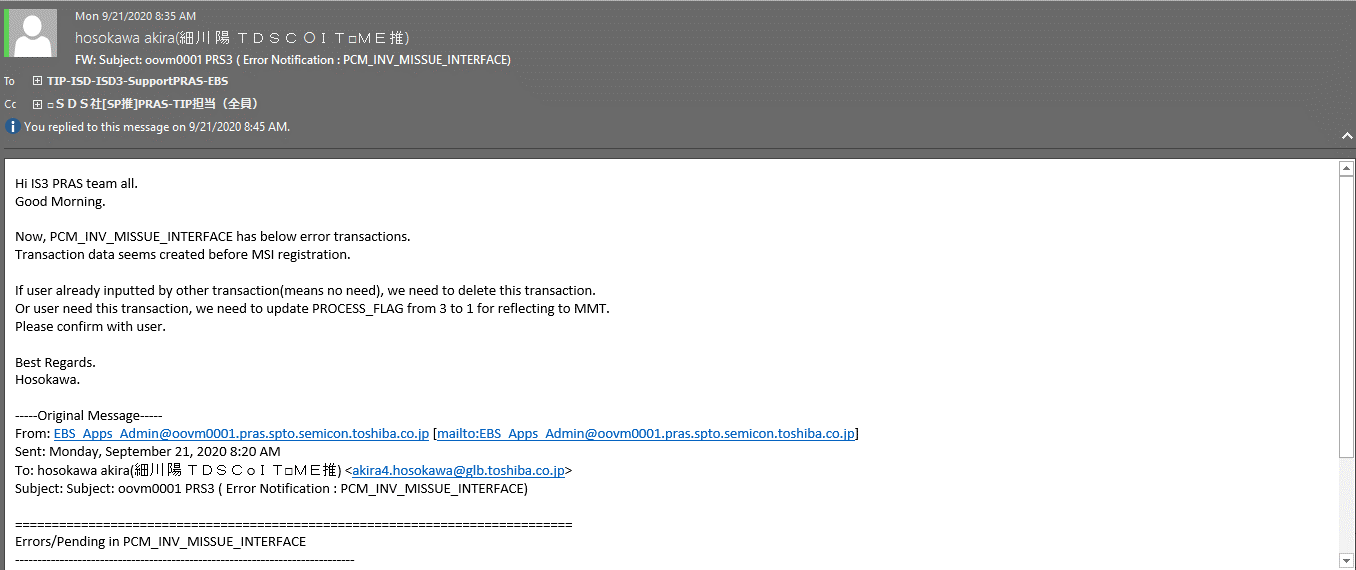 Mon 9/21/2020 8:35 AM
hosokawa akira(細川 陽 ＴＤＳＣ ＯＩＴ□ＭＥ推)
FW: Subject: oovm0001 PRS3 ( Error Notification : PCM_INV_MISSUE_INTERFACE)
To ⊞ TIP-ISD-ISD3-SupportPRAS-EBS
Cc ⊞ □ＳＤＳ社[SP推]PRAS-TIP担当（全員）
You replied to this message on 9/21/2020 8:45 AM.
Hi IS3 PRAS team all.
Good Morning.
Now, PCM_INV_MISSUE_INTERFACE has below error transactions.
Transaction data seems created before MSI registration.
If user already inputted by other transaction(means no need), we need to delete this transaction.
Or user need this transaction, we need to update PROCESS_FLAG from 3 to 1 for reflecting to MMT.
Please confirm with user.
Best Regards.
Hosokawa.
-----Original Message-----
From: EBS_Apps_Admin@oovm0001.pras.spto.semicon.toshiba.co.jp [mailto:EBS_Apps_Admin@oovm0001.pras.spto.semicon.toshiba.co.jp]
Sent: Monday, September 21, 2020 8:20 AM
To: hosokawa akira(細川 陽 ＴＤＳＣｏＩＴ□ＭＥ推) <akira4.hosokawa@glb.toshiba.co.jp>
Subject: Subject: oovm0001 PRS3 ( Error Notification : PCM_INV_MISSUE_INTERFACE)
===========================================================================
Errors/Pending in PCM_INV_MISSUE_INTERFACE
---------------------------------------------------------------------------